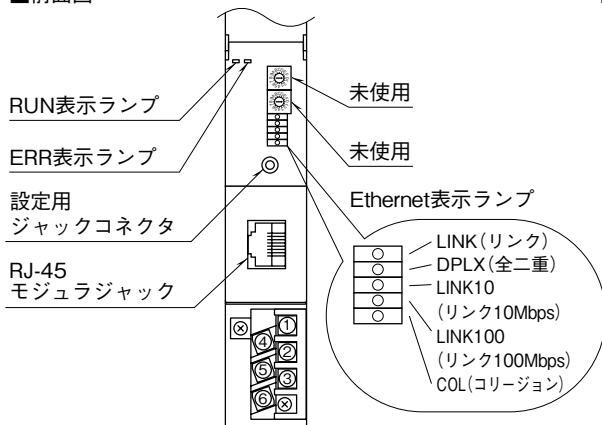 RUN表示ランプ
ERR表示ランプ
設定用
ジャックコネクタ
RJ-45
モジュラジャック
未使用
未使用
Ethernet表示ランプ
LINK(リンク)
DPLX(全二重)
LINK10
(リンク10Mbps)
LINK100
(リンク100Mbps)
COL(コリージョン)
①
④
②
⑤
③
⑥